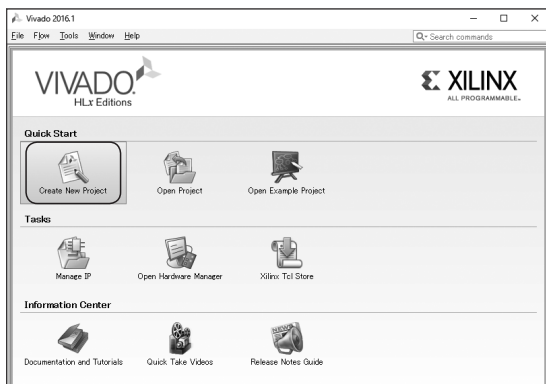 Vivado 2016.1
File Flow Tools Window Help
Search commands
VIVADO.
HLx Editions
XILINX
ALL PROGRAMMABLE.
Quick Start
Create New Project
Open Project
Open Example Project
Tasks
Manage IP
Open Hardware Manager
Xilinx Tcl Store
Information Center
Documentation and Tutorials
Quick Take Videos
NEW
Release Notes Guide